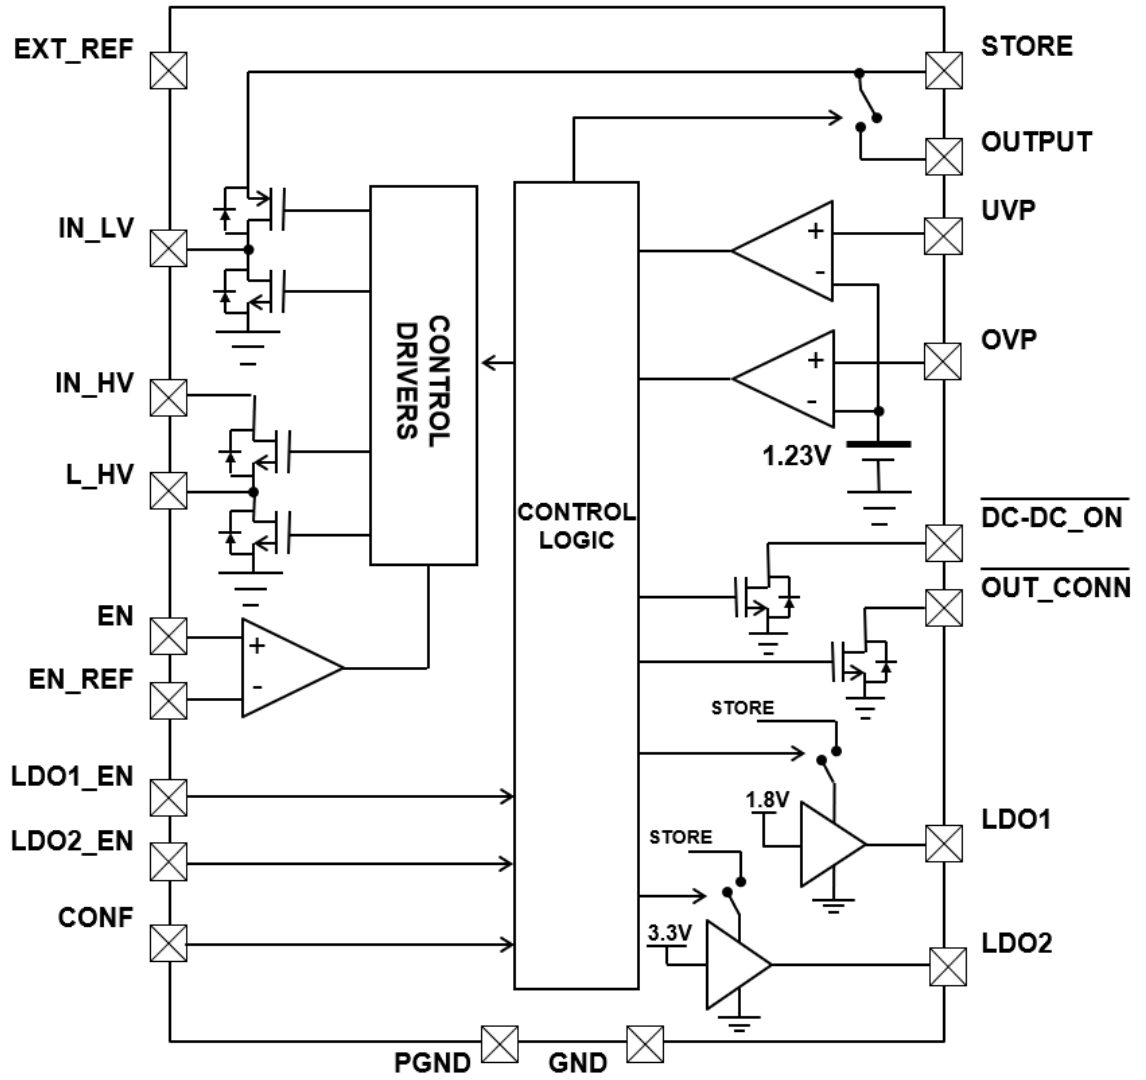 EXT_REF
STORE
OUTPUT
IN_LV
UVP
+
-
CONTROL
DRIVERS
OVP
+
-
IN_HV
1.23V
L_HV
CONTROL
LOGIC
DC-DC_ON
OUT_CONN
EN
+
EN_REF
-
STORE
LDO1_EN
1.8V
LDO1
LDO2_EN
STORE
CONF
3.3V
LDO2
PGND
GND